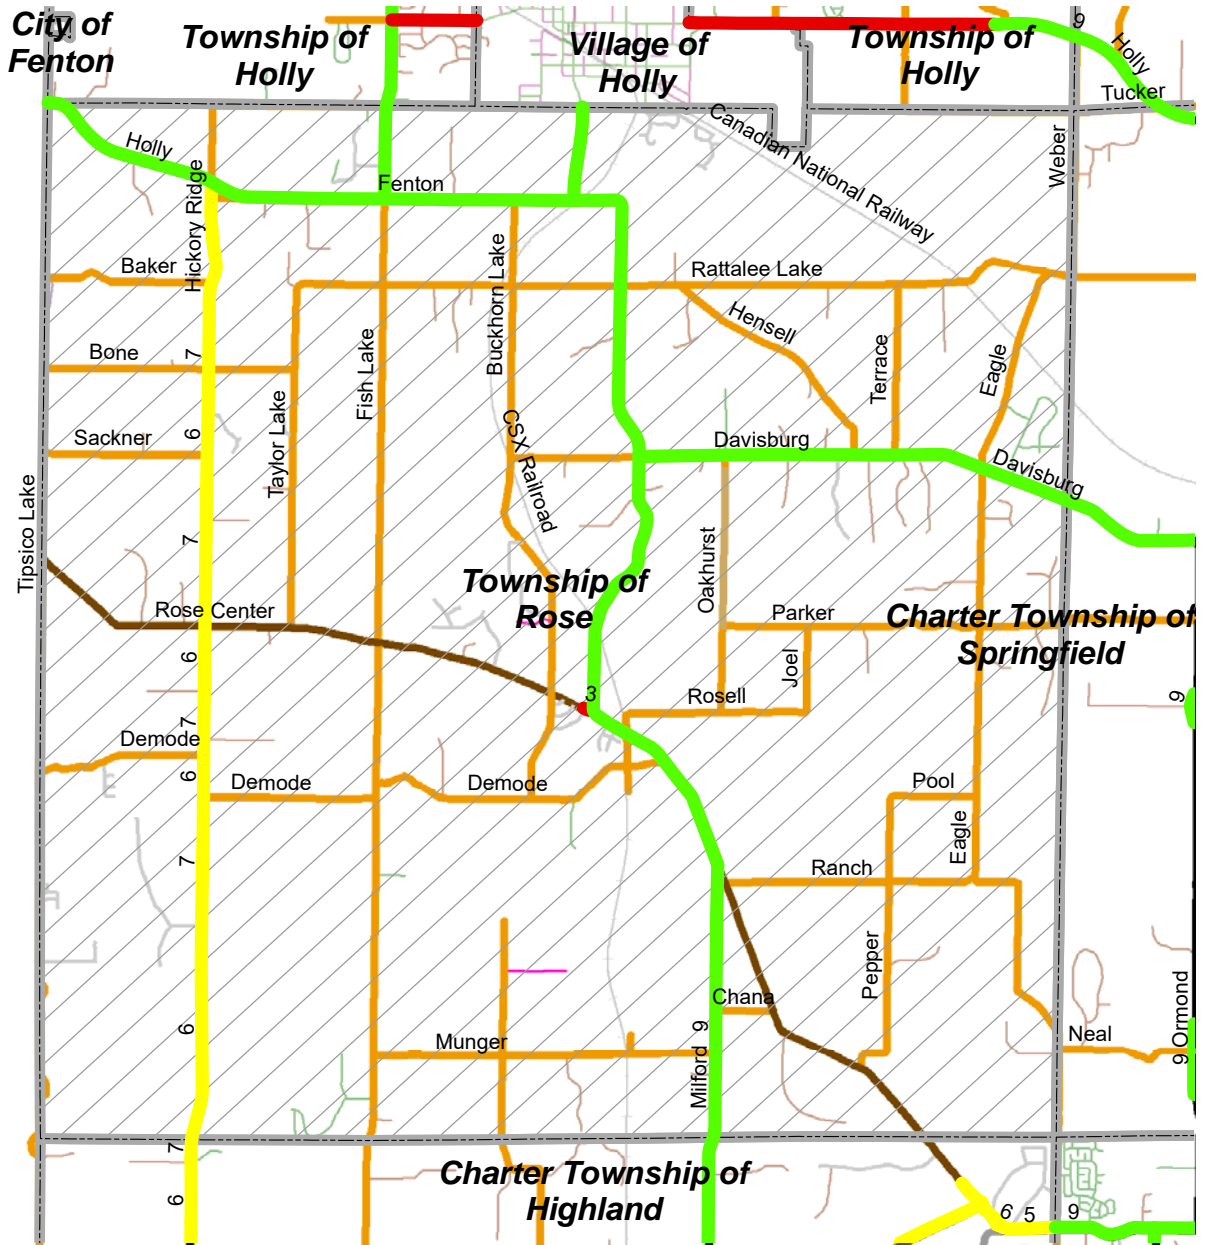 City of
Fenton
Township of
Holly
Village of
Holly
Township of
Holly
9
Holly
Tucker
Holly
Canadian National Railway
Weber
Fenton
Hickory Ridge
Baker
Buckhorn Lake
Rattalee Lake
Hensell
Bone
7
Fish Lake
Terrace
Eagle
Taylor Lake
Sackner
6
CSX Railroad
Davisburg
Davisburg
Tipsico Lake
7
Oakhurst
Township of
Rose
Rose Center
Parker
Charter Township of
Springfield
6
Joel
3
Rosell
9
7
Demode
6
Demode
Demode
Pool
Eagle
7
Ranch
Pepper
Chana
6
Munger
9
Milford
Neal
Ormond
9
7
Charter Township of
Highland
6
6
5
9